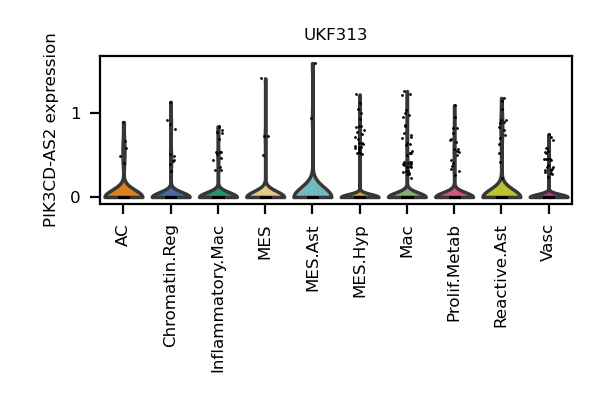 UKF313
PIK3CD-AS2 expression
1
0
AC
Chromatin.Reg
Inflammatory.Mac
MES
MES.Ast
MES.Hyp
Mac
Prolif.Metab
Reactive.Ast
Vasc